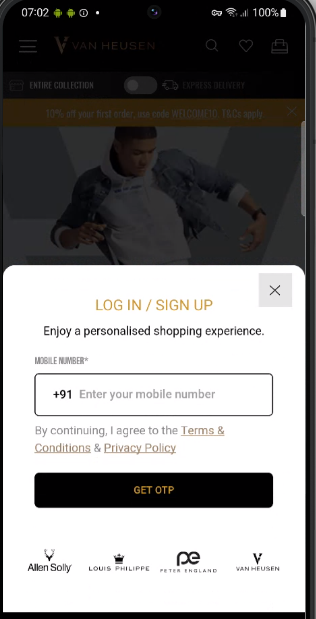 07:02
100%
VAN HEUSEN
ENTIRE COLLECTION
EXPRESS DELIVERY
10% off your first order, use code WELCOME10. T&Cs apply
LOG IN / SIGN UP
Enjoy a personalised shopping experience.
MOBILE NUMBER*
+91 Enter your mobile number
By continuing, I agree to the Terms &
Conditions & Privacy Policy
GET OTP
Allen Solly LOUIS PHILIPPE pe PETER ENGLAND V VAN HEUSEN